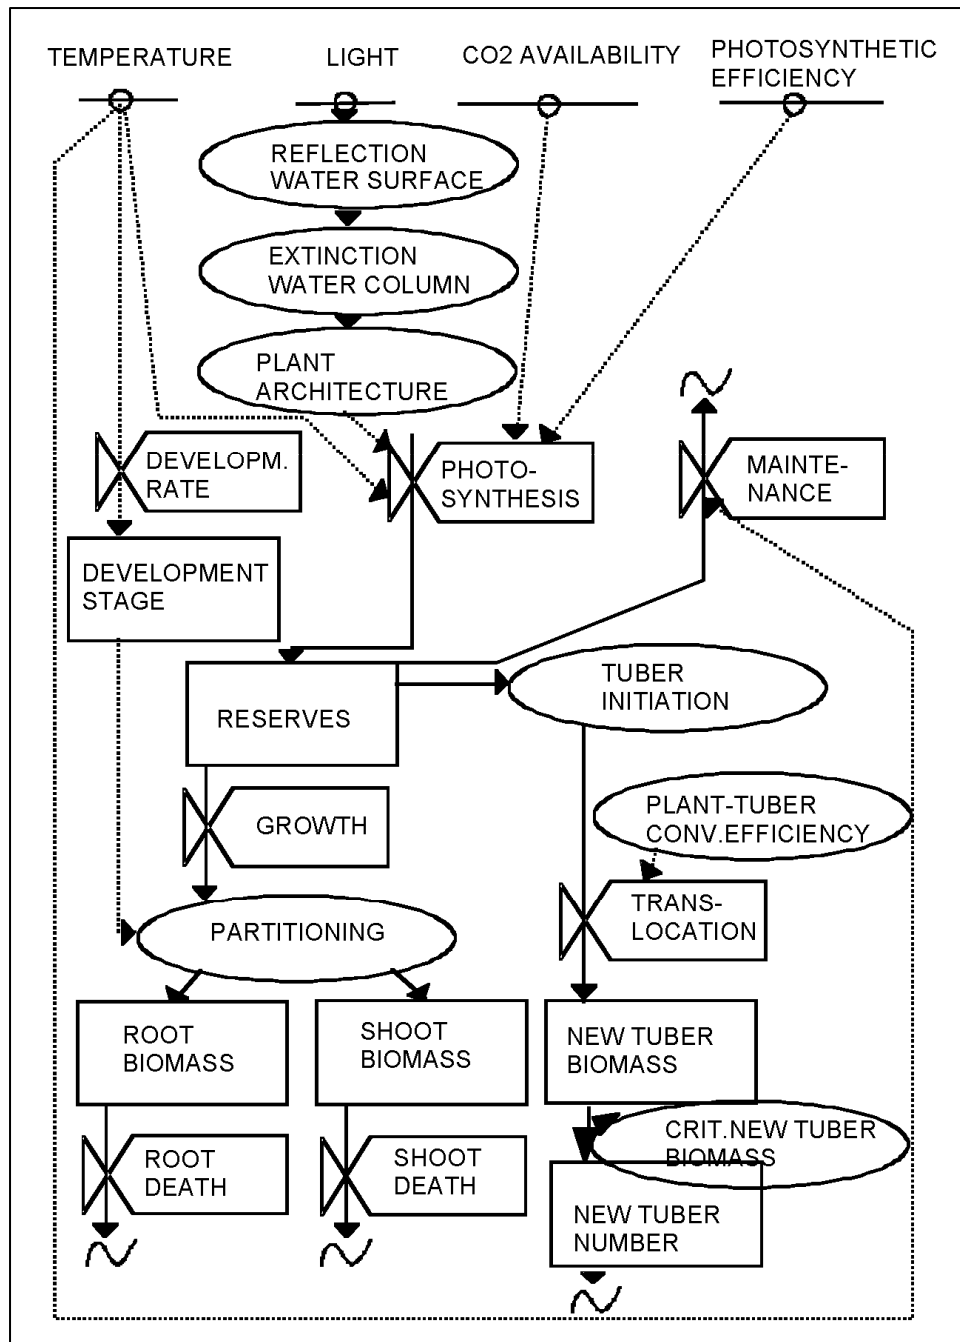 TEMPERATURE
LIGHT
CO2 AVAILABILITY
PHOTOSYNTHETIC
EFFICIENCY
REFLECTION
WATER SURFACE
EXTINCTION
WATER COLUMN
PLANT
ARCHITECTURE
DEVELOPM.
RATE
PHOTO-
SYNTHESIS
MAINTE-
NANCE
DEVELOPMENT
STAGE
RESERVES
TUBER
INITIATION
GROWTH
PLANT-TUBER
CONV.EFFICIENCY
PARTITIONING
TRANS-
LOCATION
ROOT
BIOMASS
SHOOT
BIOMASS
NEW TUBER
BIOMASS
CRIT.NEW TUBER
BIOMASS
ROOT
DEATH
SHOOT
DEATH
NEW TUBER
NUMBER